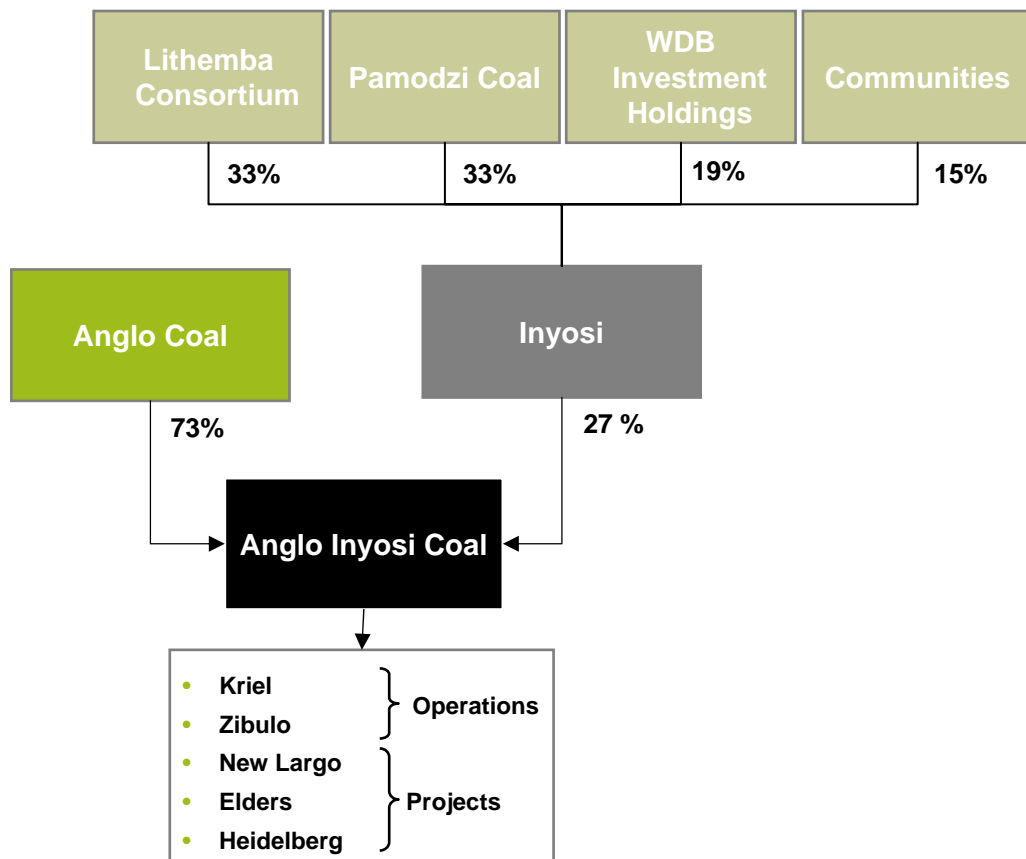 Lithemba
Consortium
Pamodzi Coal
WDB
Investment
Holdings
Communities
33%
33%
19%
15%
Anglo Coal
Inyosi
73%
27 %
Anglo Inyosi Coal
• Kriel
• Zibulo
Operations
• New Largo
• Elders
• Heidelberg
Projects